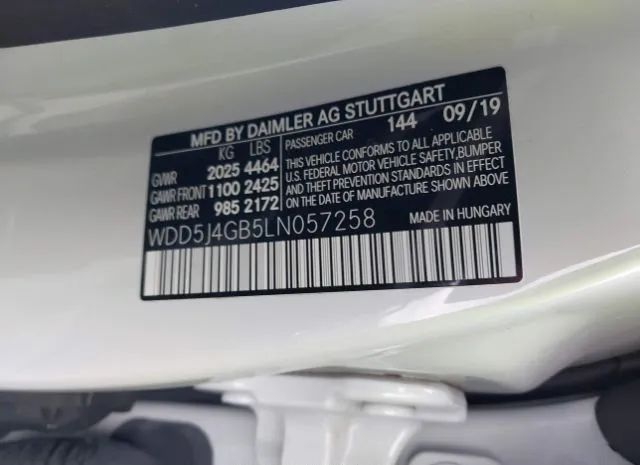 MFD BY DAIMLER AG STUTTGART
KG LBS
GVWR 2025 4464
GAWR FRONT 1100 2425
GAWR REAR 985 2172
PASSENGER CAR 144 09/19
THIS VEHICLE CONFORMS TO ALL APPLICABLE
U.S. FEDERAL MOTOR VEHICLE SAFETY, BUMPER
AND THEFT PREVENTION STANDARDS IN EFFECT
ON THE DATE OF MANUFACTURE SHOWN ABOVE.
WDD5J4GB5LN057258
MADE IN HUNGARY